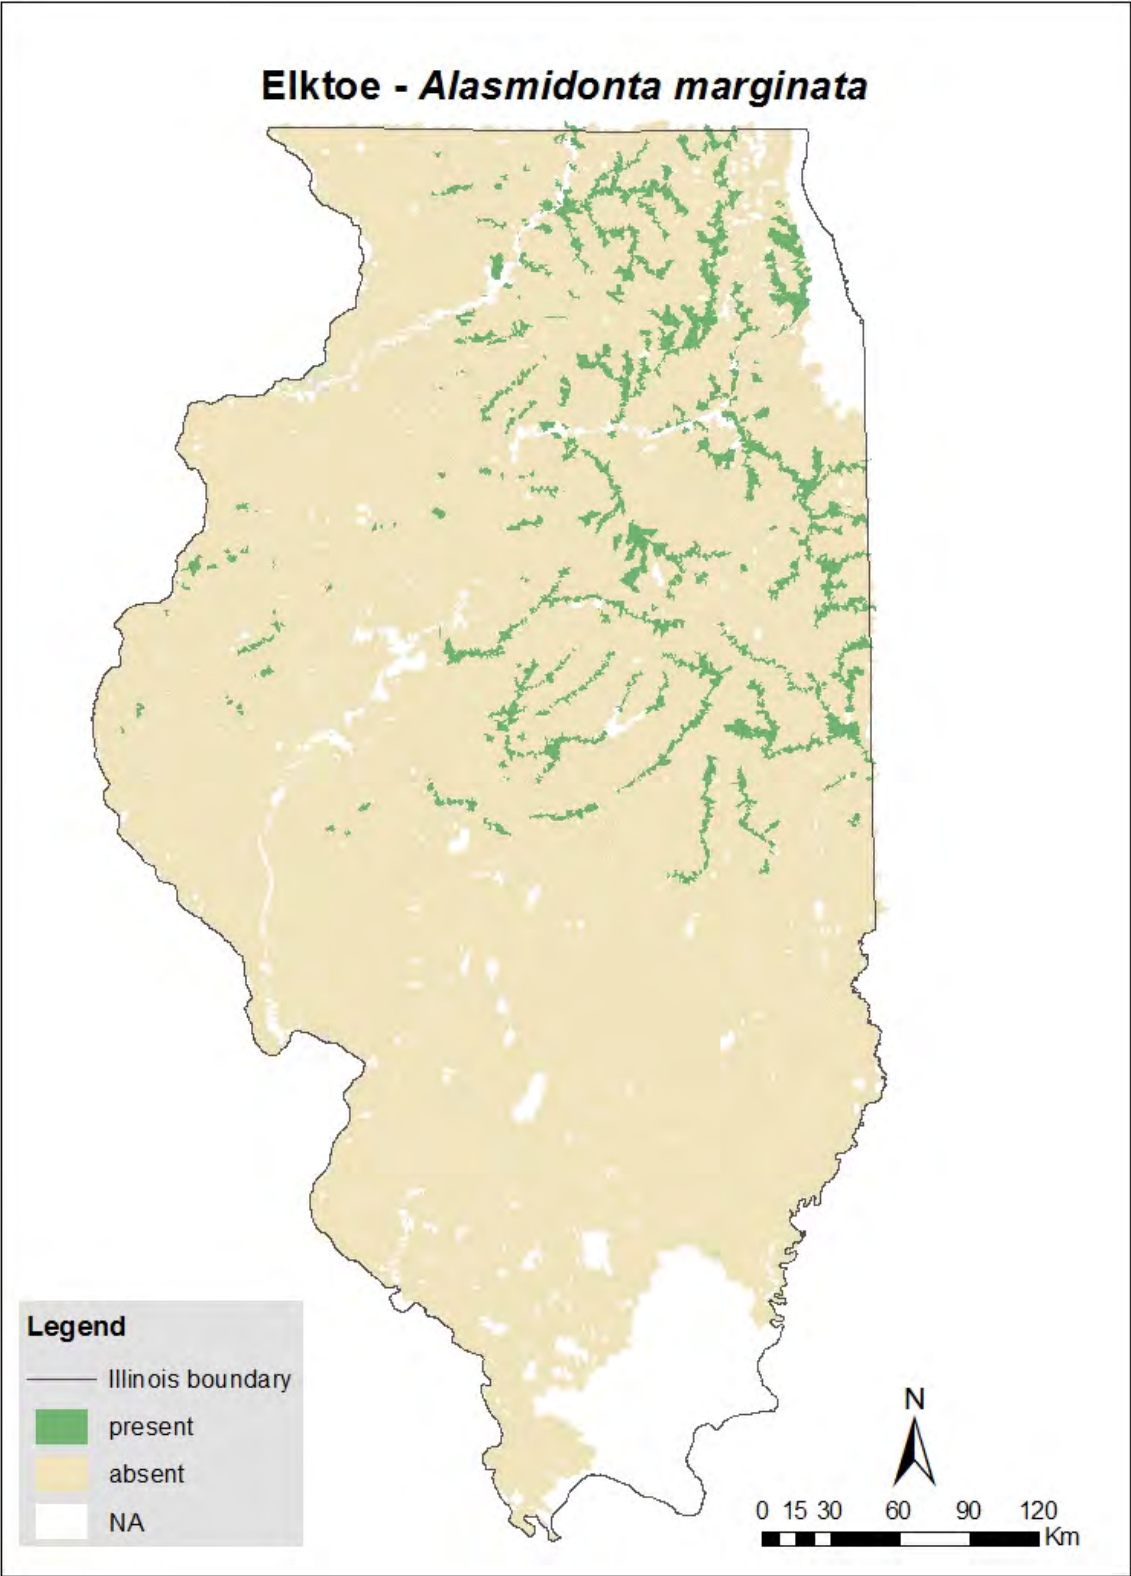 Elktoe - Alasmidonta marginata
Legend
Illinois boundary
present
absent
NA
N
0 15 30 60 90 120
Km